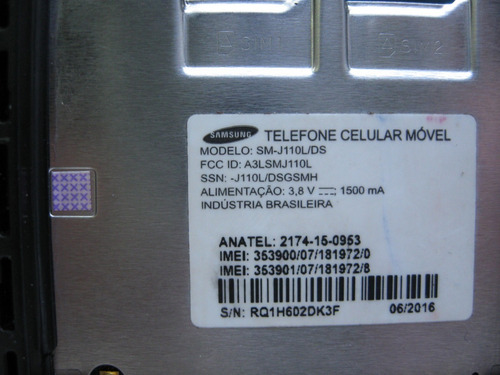 SIM1
SIM2
SAMSUNG TELEFONE CELULAR MÓVEL
MODELO: SM-J110L/DS
FCC ID: A3LSMJ110L
SSN: -J110L/DSGSMH
ALIMENTAÇÃO: 3,8 V 1500 mA
INDÚSTRIA BRASILEIRA
ANATEL: 2174-15-0953
IMEI: 353900/07/181972/0
IMEI: 353901/07/181972/8
S/N: RQ1H602DK3F 06/2016